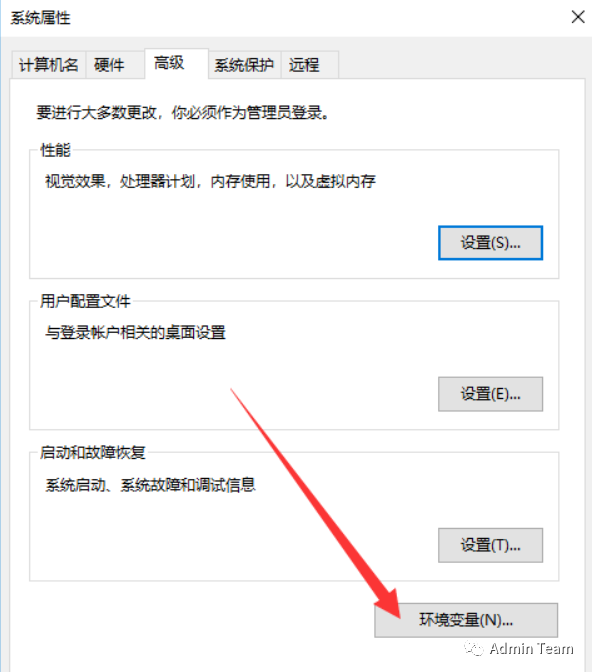 系统属性
计算机名 硬件 高级 系统保护 远程
要进行大多数更改，你必须作为管理员登录。
性能
视觉效果，处理器计划，内存使用，以及虚拟内存
设置(S)...
用户配置文件
与登录帐户相关的桌面设置
设置(E)...
启动和故障恢复
系统启动、系统故障和调试信息
设置(T)...
环境变量(N)...
Admin Team